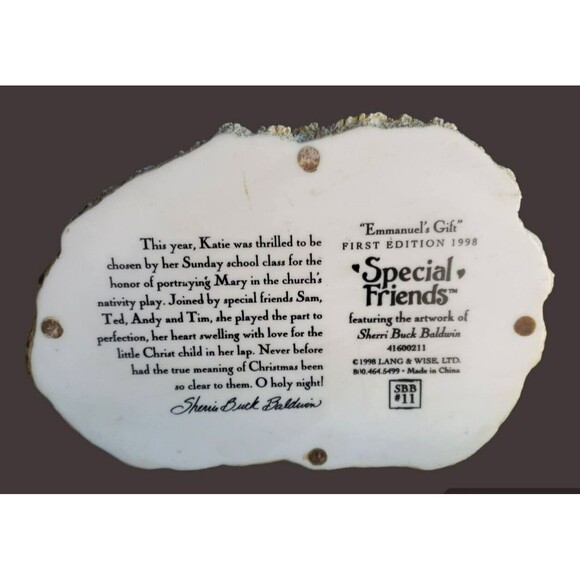 This year, Katie was thrilled to be
chosen by her Sunday school class for the
honor of portraying Mary in the church's
nativity play. Joined by special friends Sam,
Ted, Andy and Tim, she played the part to
perfection, her heart swelling with love for the
little Christ child in her lap. Never before
had the true meaning of Christmas been
so clear to them. O holy night!
Sherri Buck Baldwin
"Emmanuel's Gift"
FIRST EDITION 1998
Special
Friends™
featuring the artwork of
Sherri Buck Baldwin
41600211
©1998 LANG & WISE, LTD.
800.464.5499 • Made in China
SBB
#11